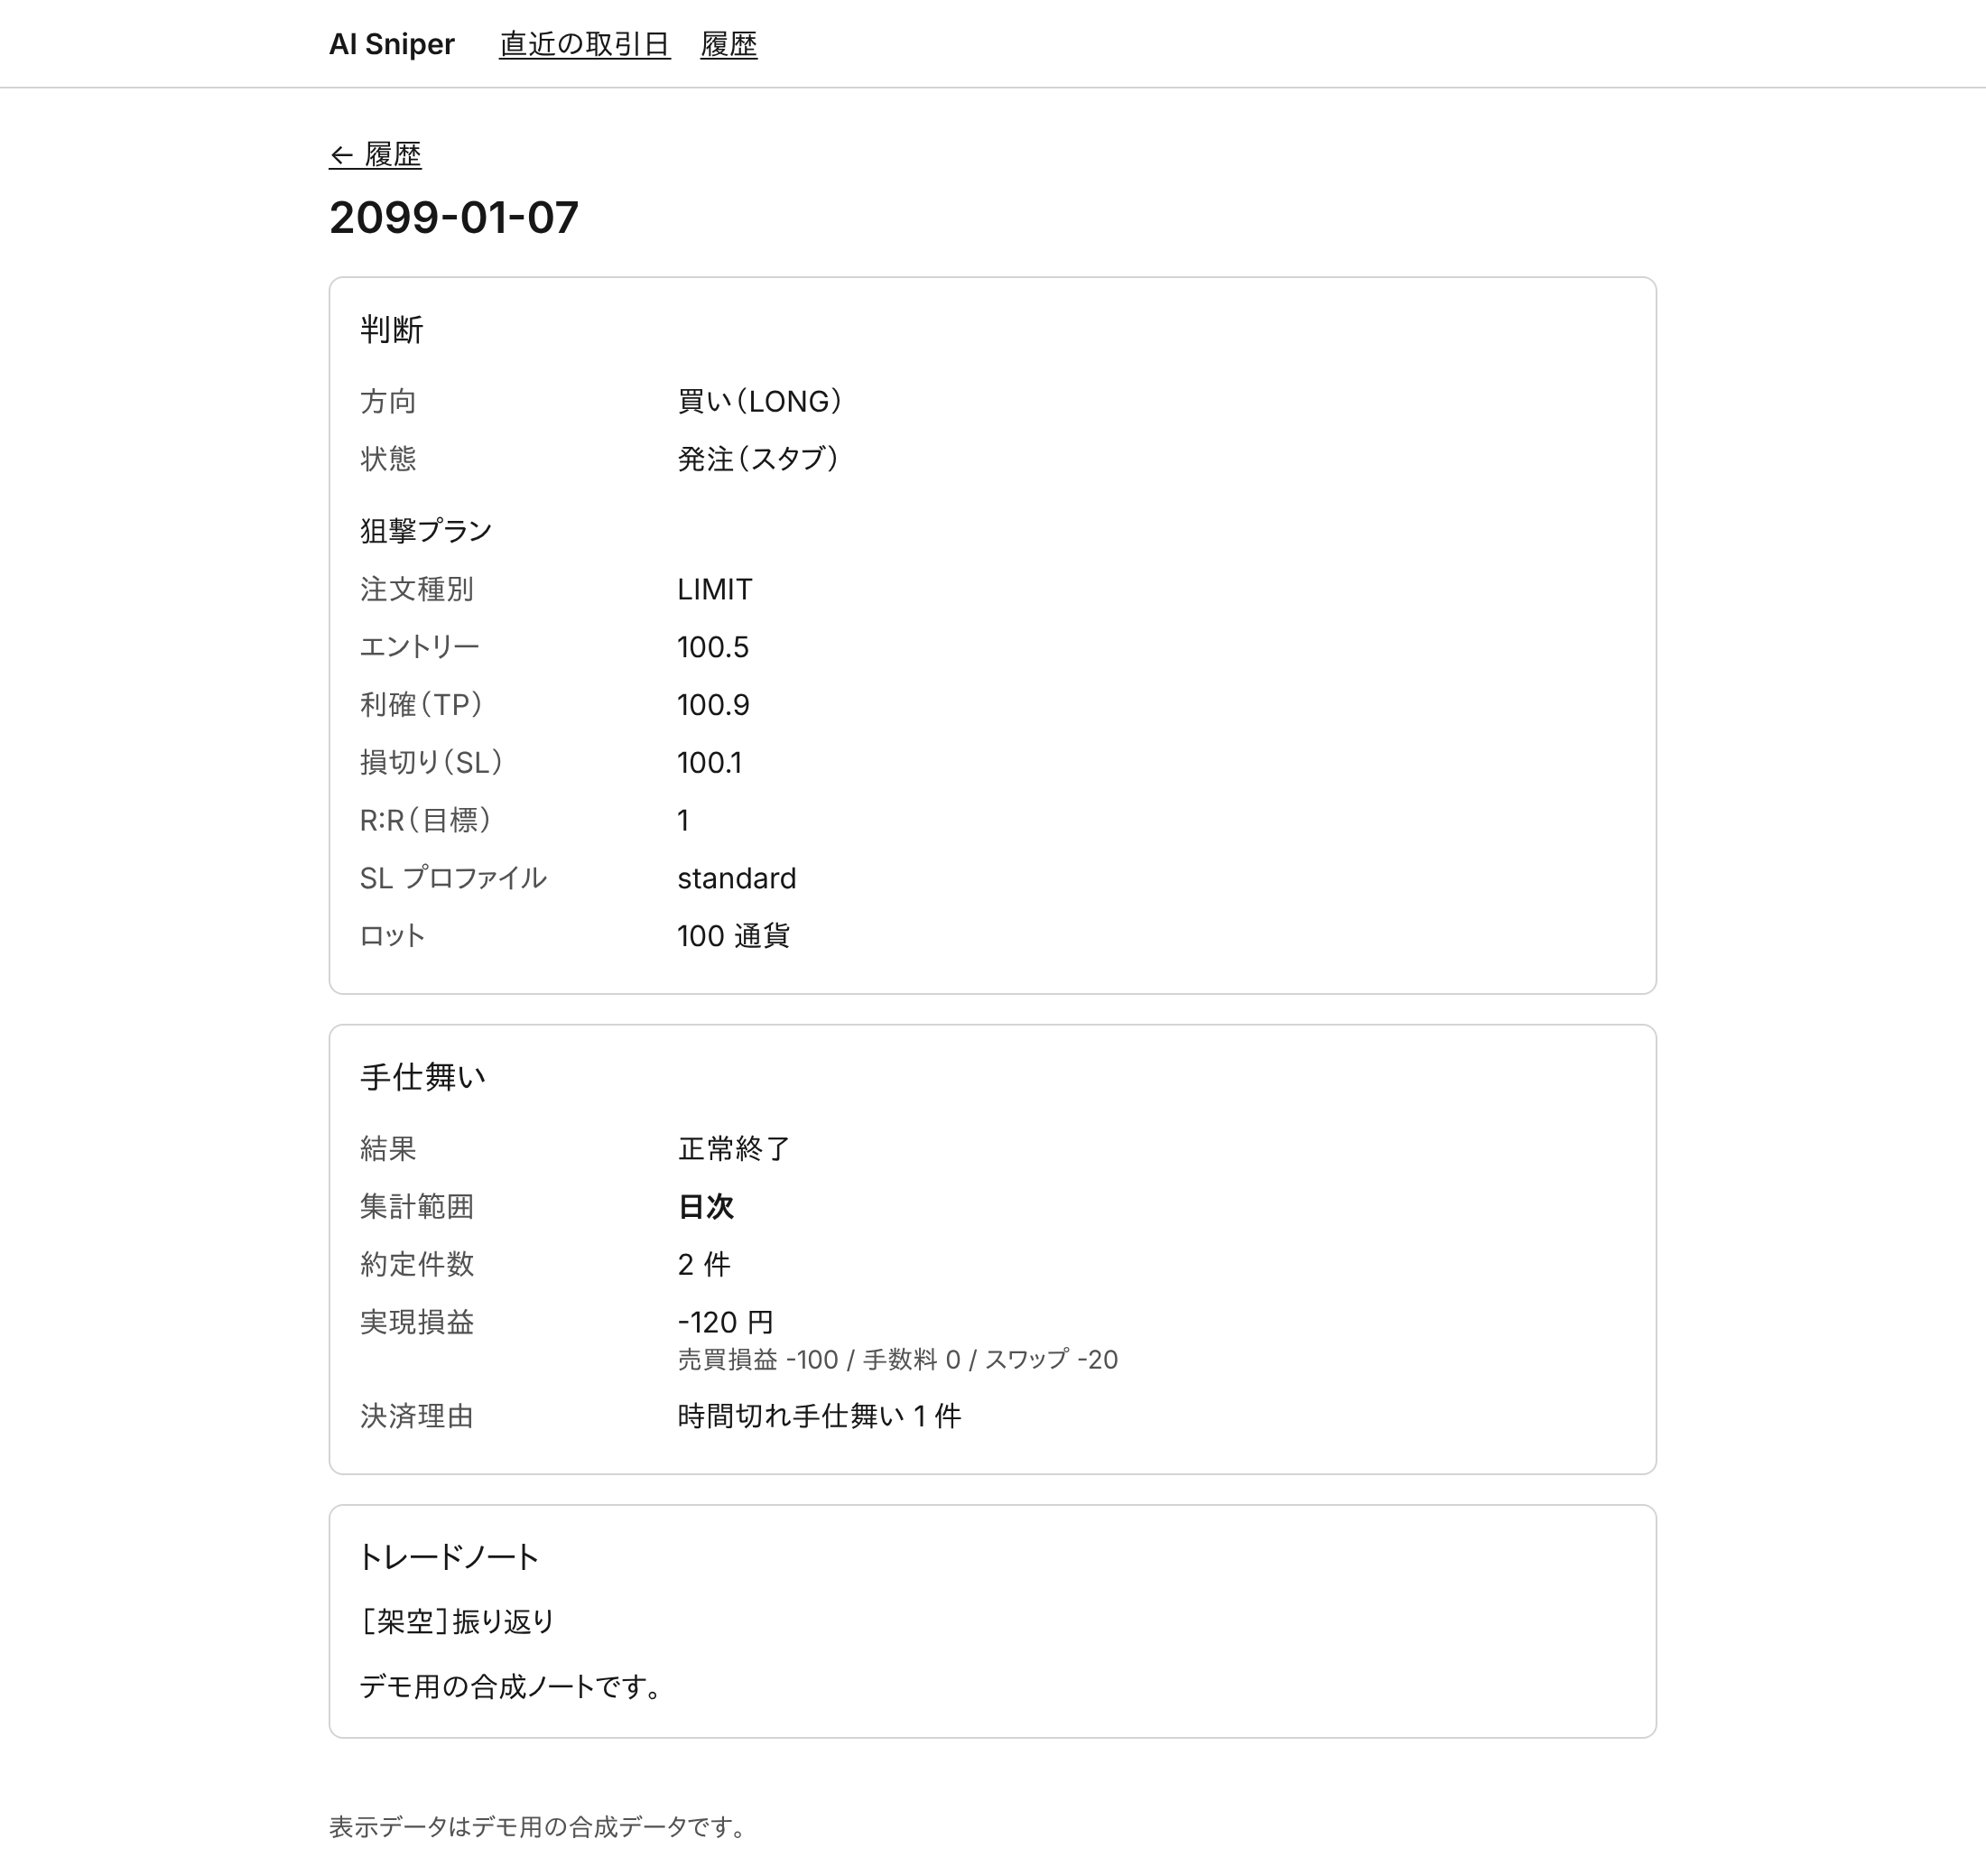 AI Sniper 直近の取引日 履歴
← 履歴
2099-01-07
判断
方向 買い（LONG）
状態 発注（スタブ）
狙撃プラン
注文種別 LIMIT
エントリー 100.5
利確（TP） 100.9
損切り（SL） 100.1
R:R（目標） 1
SL プロファイル standard
ロット 100 通貨
手仕舞い
結果 正常終了
集計範囲 日次
約定件数 2 件
実現損益 -120 円
売買損益 -100 / 手数料 0 / スワップ -20
決済理由 時間切れ手仕舞い 1 件
トレードノート
［架空］振り返り
デモ用の合成ノートです。
表示データはデモ用の合成データです。